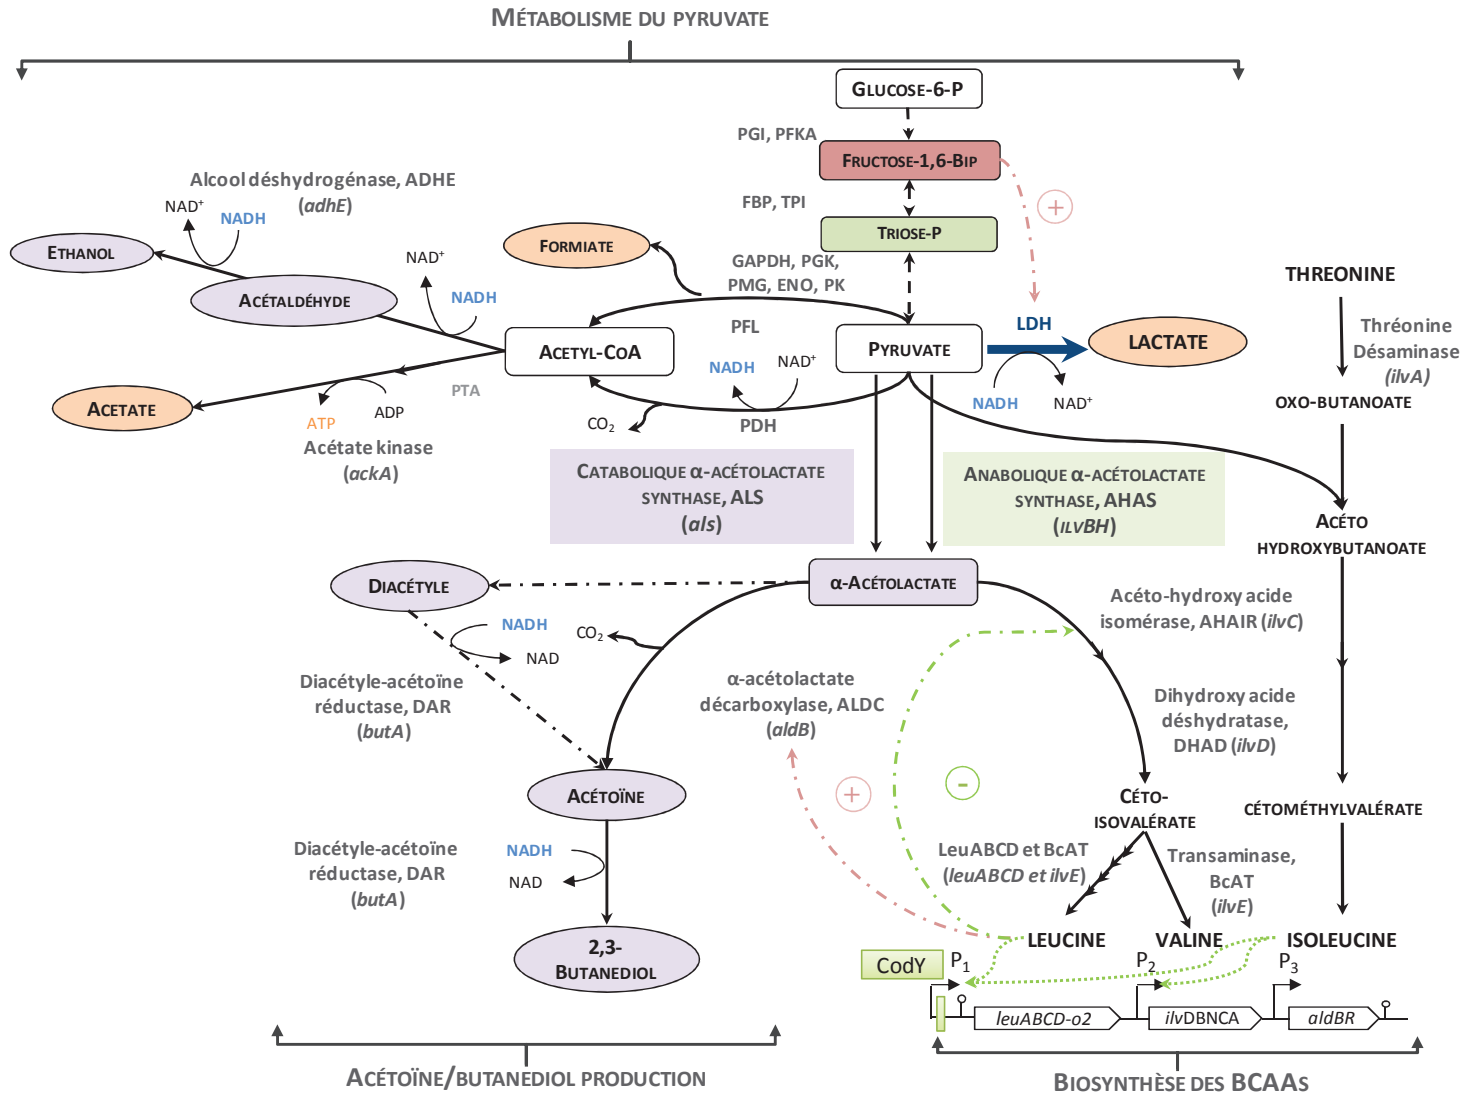 MÉTABOLISME DU PYRUVATE
GLUCOSE-6-P
PGI, PFKA
FRUCTOSE-1,6-BIP
+
FBP, TPI
TRIOSE-P
GAPDH, PGK,
PMG, ENO, PK
Alcool déshydrogénase, ADHE
(adhE)
NAD+
NADH
ETHANOL
ACÉTALDÉHYDE
NAD+
NADH
FORMIATE
PFL
ACETYL-COA
PYRUVATE
LDH
LACTATE
NADH
NAD+
NADH
NAD+
CO2
PDH
PTA
ACETATE
ATP
ADP
Acétate kinase
(ackA)
THREONINE
Thréonine
Désaminase
(ilvA)
OXO-BUTANOATE
CATABOLIQUE α-ACÉTOLACTATE
SYNTHASE, ALS
(als)
ANABOLIQUE α-ACÉTOLACTATE
SYNTHASE, AHAS
(ILVBH)
ACÉTO
HYDROXYBUTANOATE
DIACÉTYLE
α-ACÉTOLACTATE
NADH
NAD
CO2
Acéto-hydroxy acide
isomérase, AHAIR (ilvC)
Diacétyle-acétoïne
réductase, DAR
(butA)
α-acétolactate
décarboxylase, ALDC
(aldB)
Dihydroxy acide
déshydratase,
DHAD (ilvD)
+
-
ACÉTOÏNE
CÉTO-
ISOVALÉRATE
CÉTOMÉTHYLVALÉRATE
Diacétyle-acétoïne
réductase, DAR
(butA)
NADH
NAD
LeuABCD et BcAT
(leuABCD et ilvE)
Transaminase,
BcAT
(ilvE)
2,3-
BUTANEDIOL
LEUCINE
VALINE
ISOLEUCINE
CodY
P1
P2
P3
leuABCD-o2
ilvDBNCA
aldBR
ACÉTOÏNE/BUTANEDIOL PRODUCTION
BIOSYNTHÈSE DES BCAAS